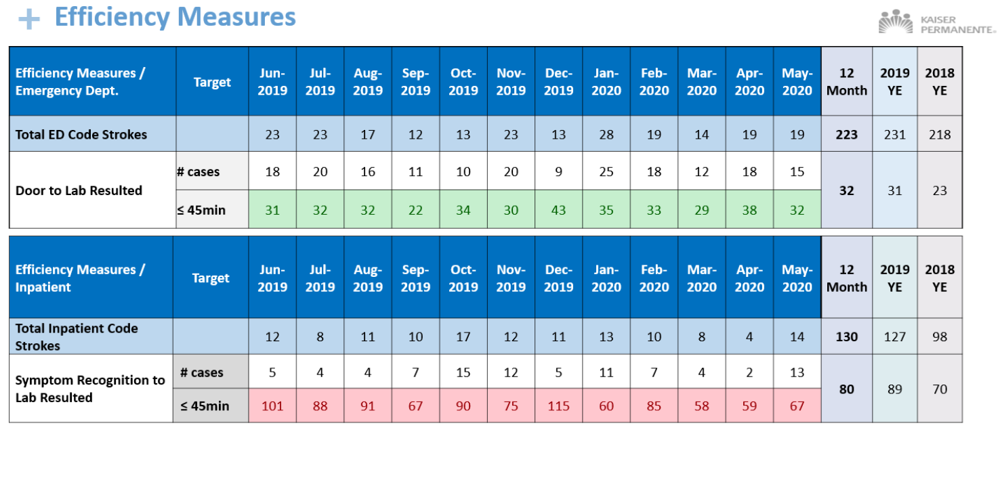 + Efficiency Measures
KAISER
PERMANENTE®
Efficiency Measures / Emergency Dept. Target Jun-2019 Jul-2019 Aug-2019 Sep-2019 Oct-2019 Nov-2019 Dec-2019 Jan-2020 Feb-2020 Mar-2020 Apr-2020 May-2020 12 Month 2019 YE 2018 YE
Total ED Code Strokes 23 23 17 12 13 23 13 28 19 14 19 19 223 231 218
Door to Lab Resulted # cases 18 20 16 11 10 20 9 25 18 12 18 15 32 31 23
≤ 45min 31 32 32 22 34 30 43 35 33 29 38 32
Efficiency Measures / Inpatient Target Jun-2019 Jul-2019 Aug-2019 Sep-2019 Oct-2019 Nov-2019 Dec-2019 Jan-2020 Feb-2020 Mar-2020 Apr-2020 May-2020 12 Month 2019 YE 2018 YE
Total Inpatient Code Strokes 12 8 11 10 17 12 11 13 10 8 4 14 130 127 98
Symptom Recognition to Lab Resulted # cases 5 4 4 7 15 12 5 11 7 4 2 13 80 89 70
≤ 45min 101 88 91 67 90 75 115 60 85 58 59 67